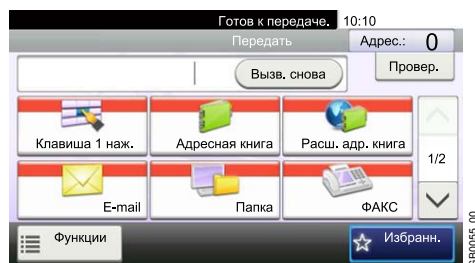 Готов к передаче. 10:10
Передать Адрес.: 0
Вызв. снова Провер.
Клавиша 1 наж. Адресная книга Расш. адр. книга
1/2
E-mail Папка ФАКС
Функции Избранн.